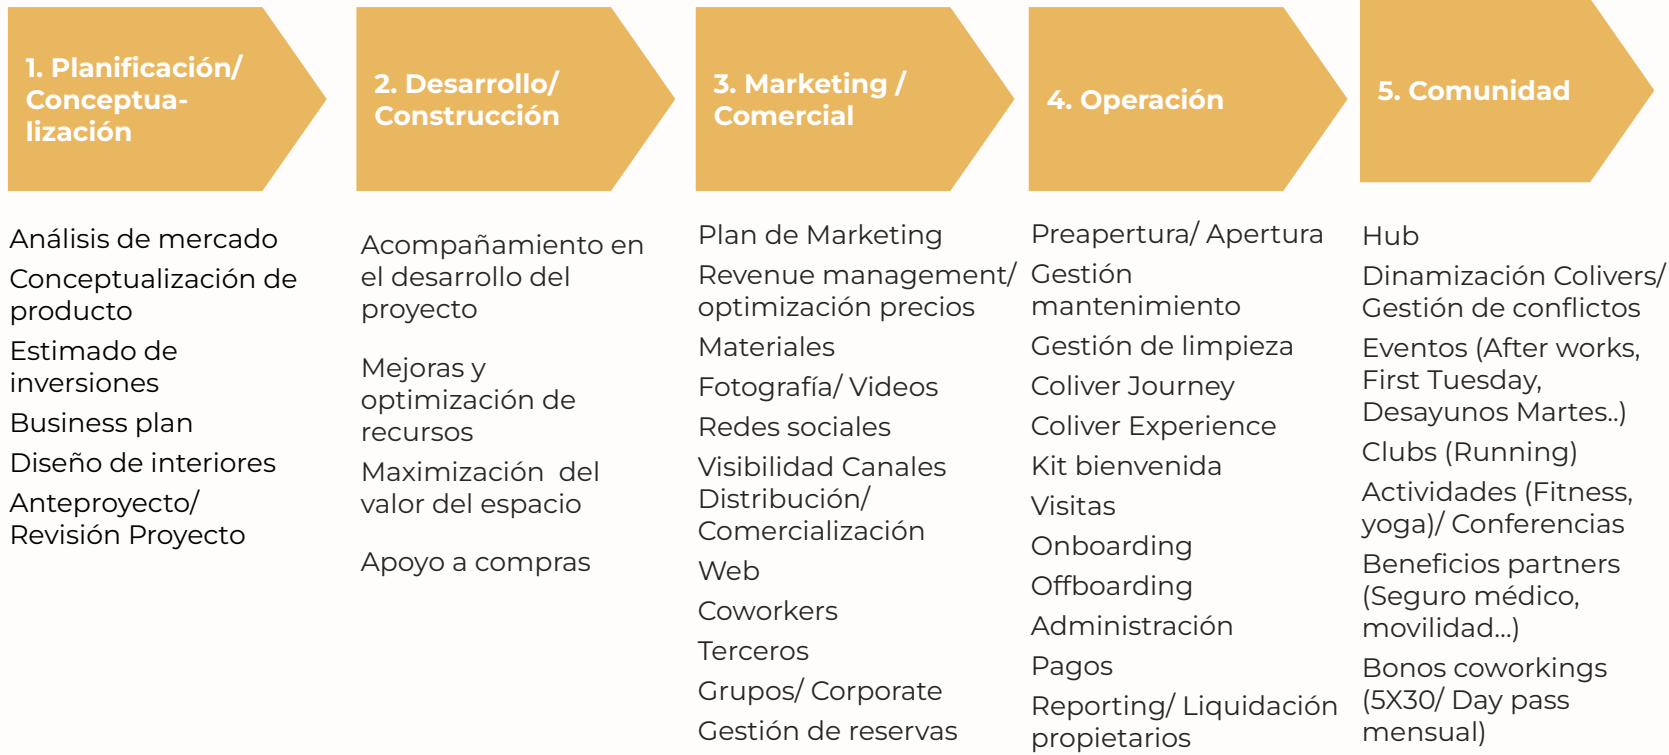 1. Planificación/
Conceptua-
lización
2. Desarrollo/
Construcción
3. Marketing /
Comercial
4. Operación
5. Comunidad
Análisis de mercado
Conceptualización de
producto
Estimado de
inversiones
Business plan
Diseño de interiores
Anteproyecto/
Revisión Proyecto
Acompañamiento en
el desarrollo del
proyecto
Mejoras y
optimización de
recursos
Maximización  del
valor del espacio
Apoyo a compras
Plan de Marketing
Revenue management/
optimización precios
Materiales
Fotografía/ Videos
Redes sociales
Visibilidad Canales
Distribución/
Comercialización
Web
Coworkers
Terceros
Grupos/ Corporate
Gestión de reservas
Preapertura/ Apertura
Gestión
mantenimiento
Gestión de limpieza
Coliver Journey
Coliver Experience
Kit bienvenida
Visitas
Onboarding
Offboarding
Administración
Pagos
Reporting/ Liquidación
propietarios
Hub
Dinamización Colivers/
Gestión de conflictos
Eventos (After works,
First Tuesday,
Desayunos Martes..)
Clubs (Running)
Actividades (Fitness,
yoga)/ Conferencias
Beneficios partners
(Seguro médico,
movilidad...)
Bonos coworkings
(5X30/ Day pass
mensual)